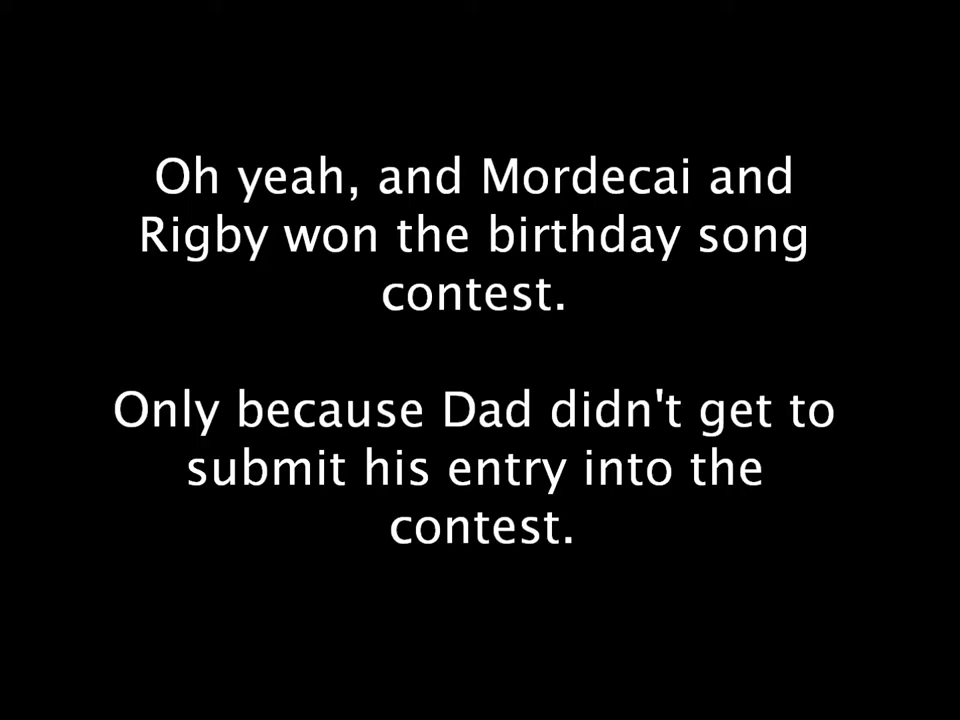 Oh yeah, and Mordecai and
Rigby won the birthday song
contest.
Only because Dad didn't get to
submit his entry into the
contest.